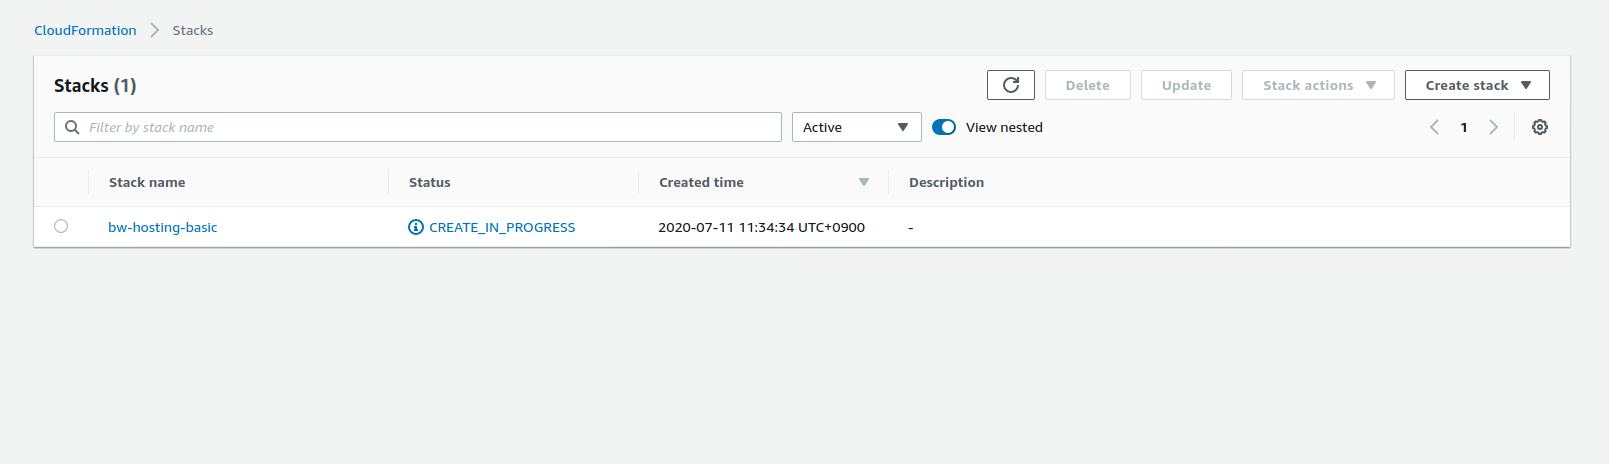 CloudFormation Stacks
Stacks (1) Delete Update Stack actions Create stack
Filter by stack name Active View nested 1
Stack name Status Created time Description
bw-hosting-basic CREATE_IN_PROGRESS 2020-07-11 11:34:34 UTC+0900 -